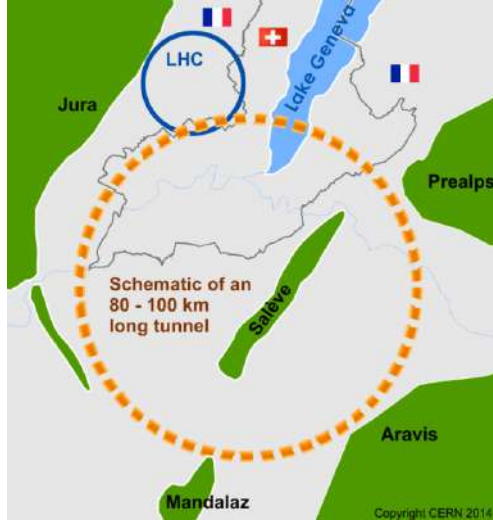 LHC
Lake Geneva
Jura
Prealps
Schematic of an
80 - 100 km
long tunnel
Salève
Aravis
Mandalaz
Copyright CERN 2014